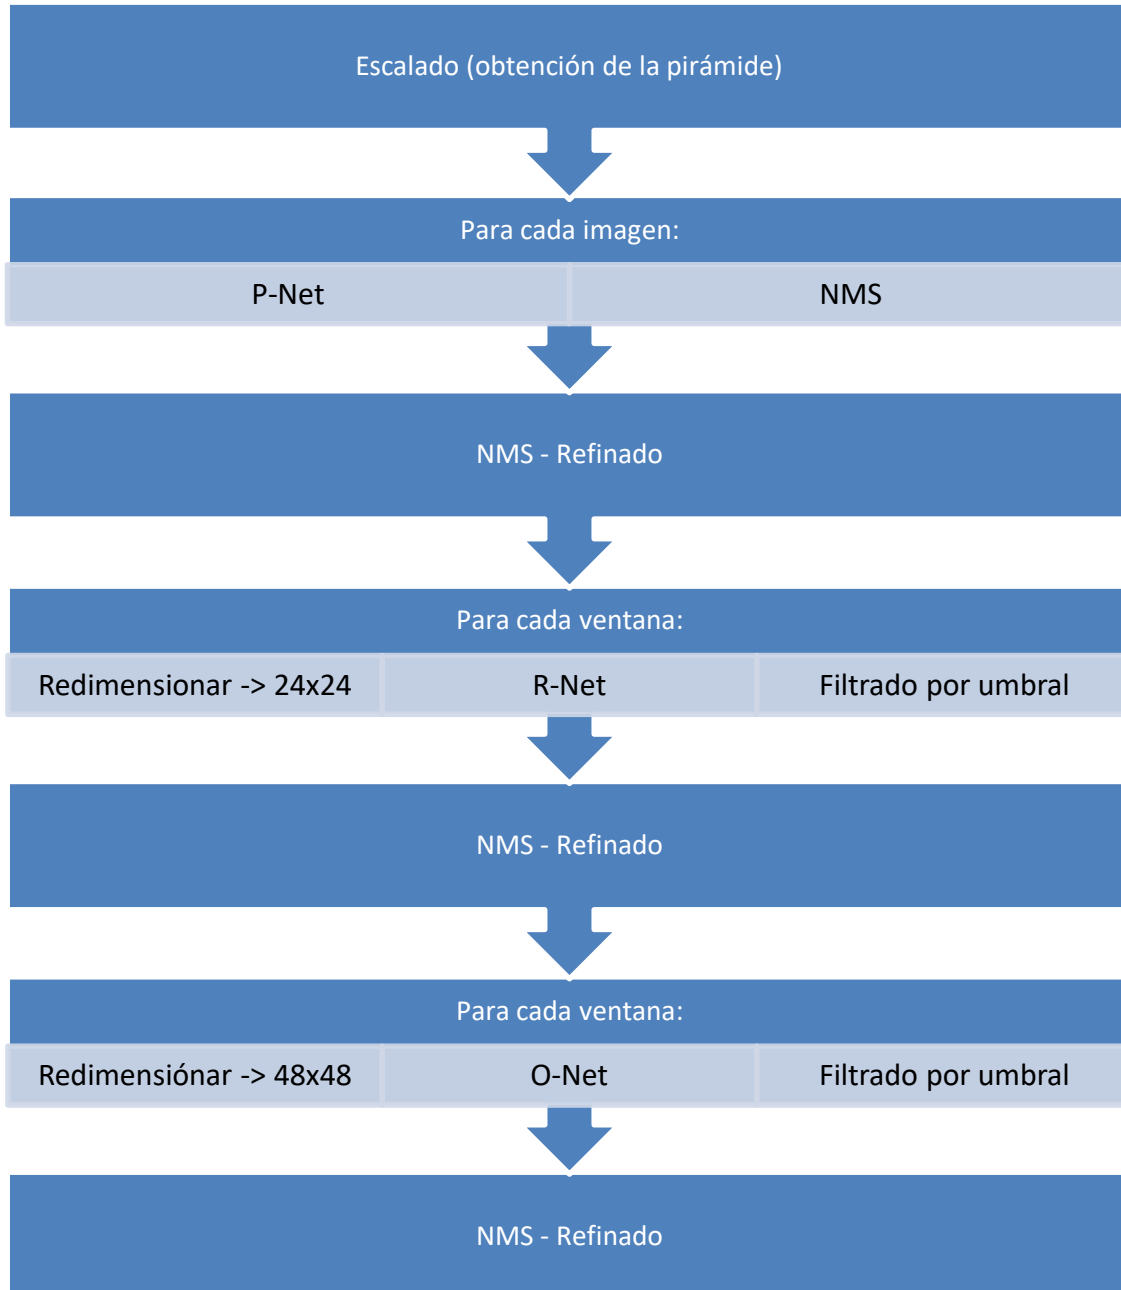 Escalado (obtención de la pirámide)
Para cada imagen:
P-Net
NMS
NMS - Refinado
Para cada ventana:
Redimensionar -> 24x24
R-Net
Filtrado por umbral
NMS - Refinado
Para cada ventana:
Redimensiónar -> 48x48
O-Net
Filtrado por umbral
NMS - Refinado